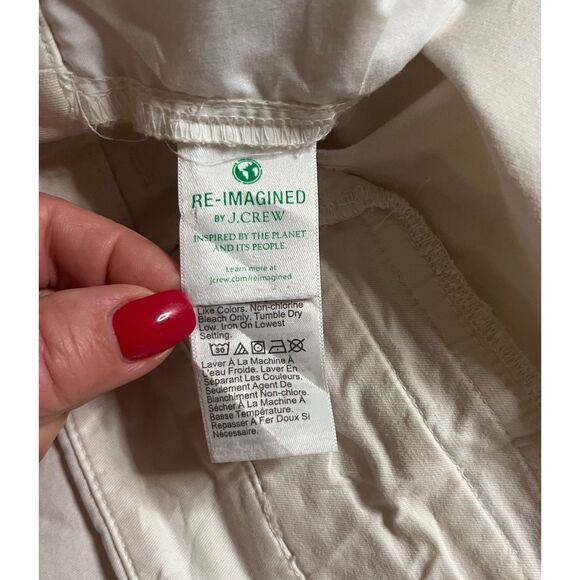 RE-IMAGINED
BY J.CREW
INSPIRED BY THE PLANET
AND ITS PEOPLE.
Learn more at
jcrew.com/reimagined
Like Colors. Non-chlorine
Bleach Only. Tumble Dry
Low. Iron On Lowest
Setting.
30
Laver À La Machine À
L'eau Froide. Laver En
Séparant Les Couleurs.
Seulement Agent De
Blanchiment Non-chlore.
Sécher À La Machine À
Basse Température.
Repasser À Fer Doux Si
Nécessaire.